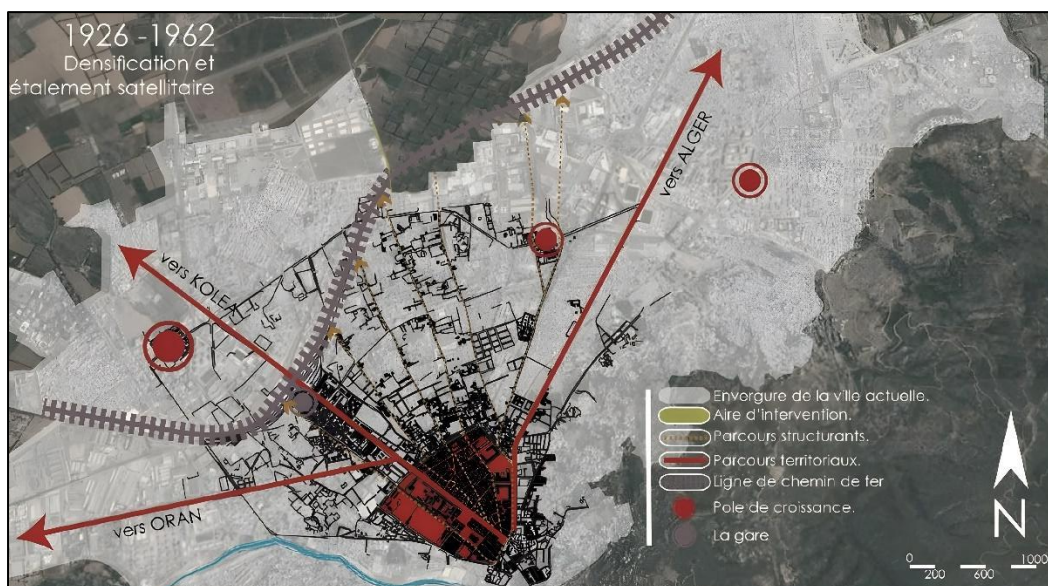 1926 -1962
Densification et
étalement satellitaire
vers ALGER
vers KOLEA
vers ORAN
Envergure de la ville actuelle.
Aire d'intervention.
Parcours structurants.
Parcours territoriaux.
Ligne de chemin de fer
Pole de croissance.
La gare
N
0 200 600 1000